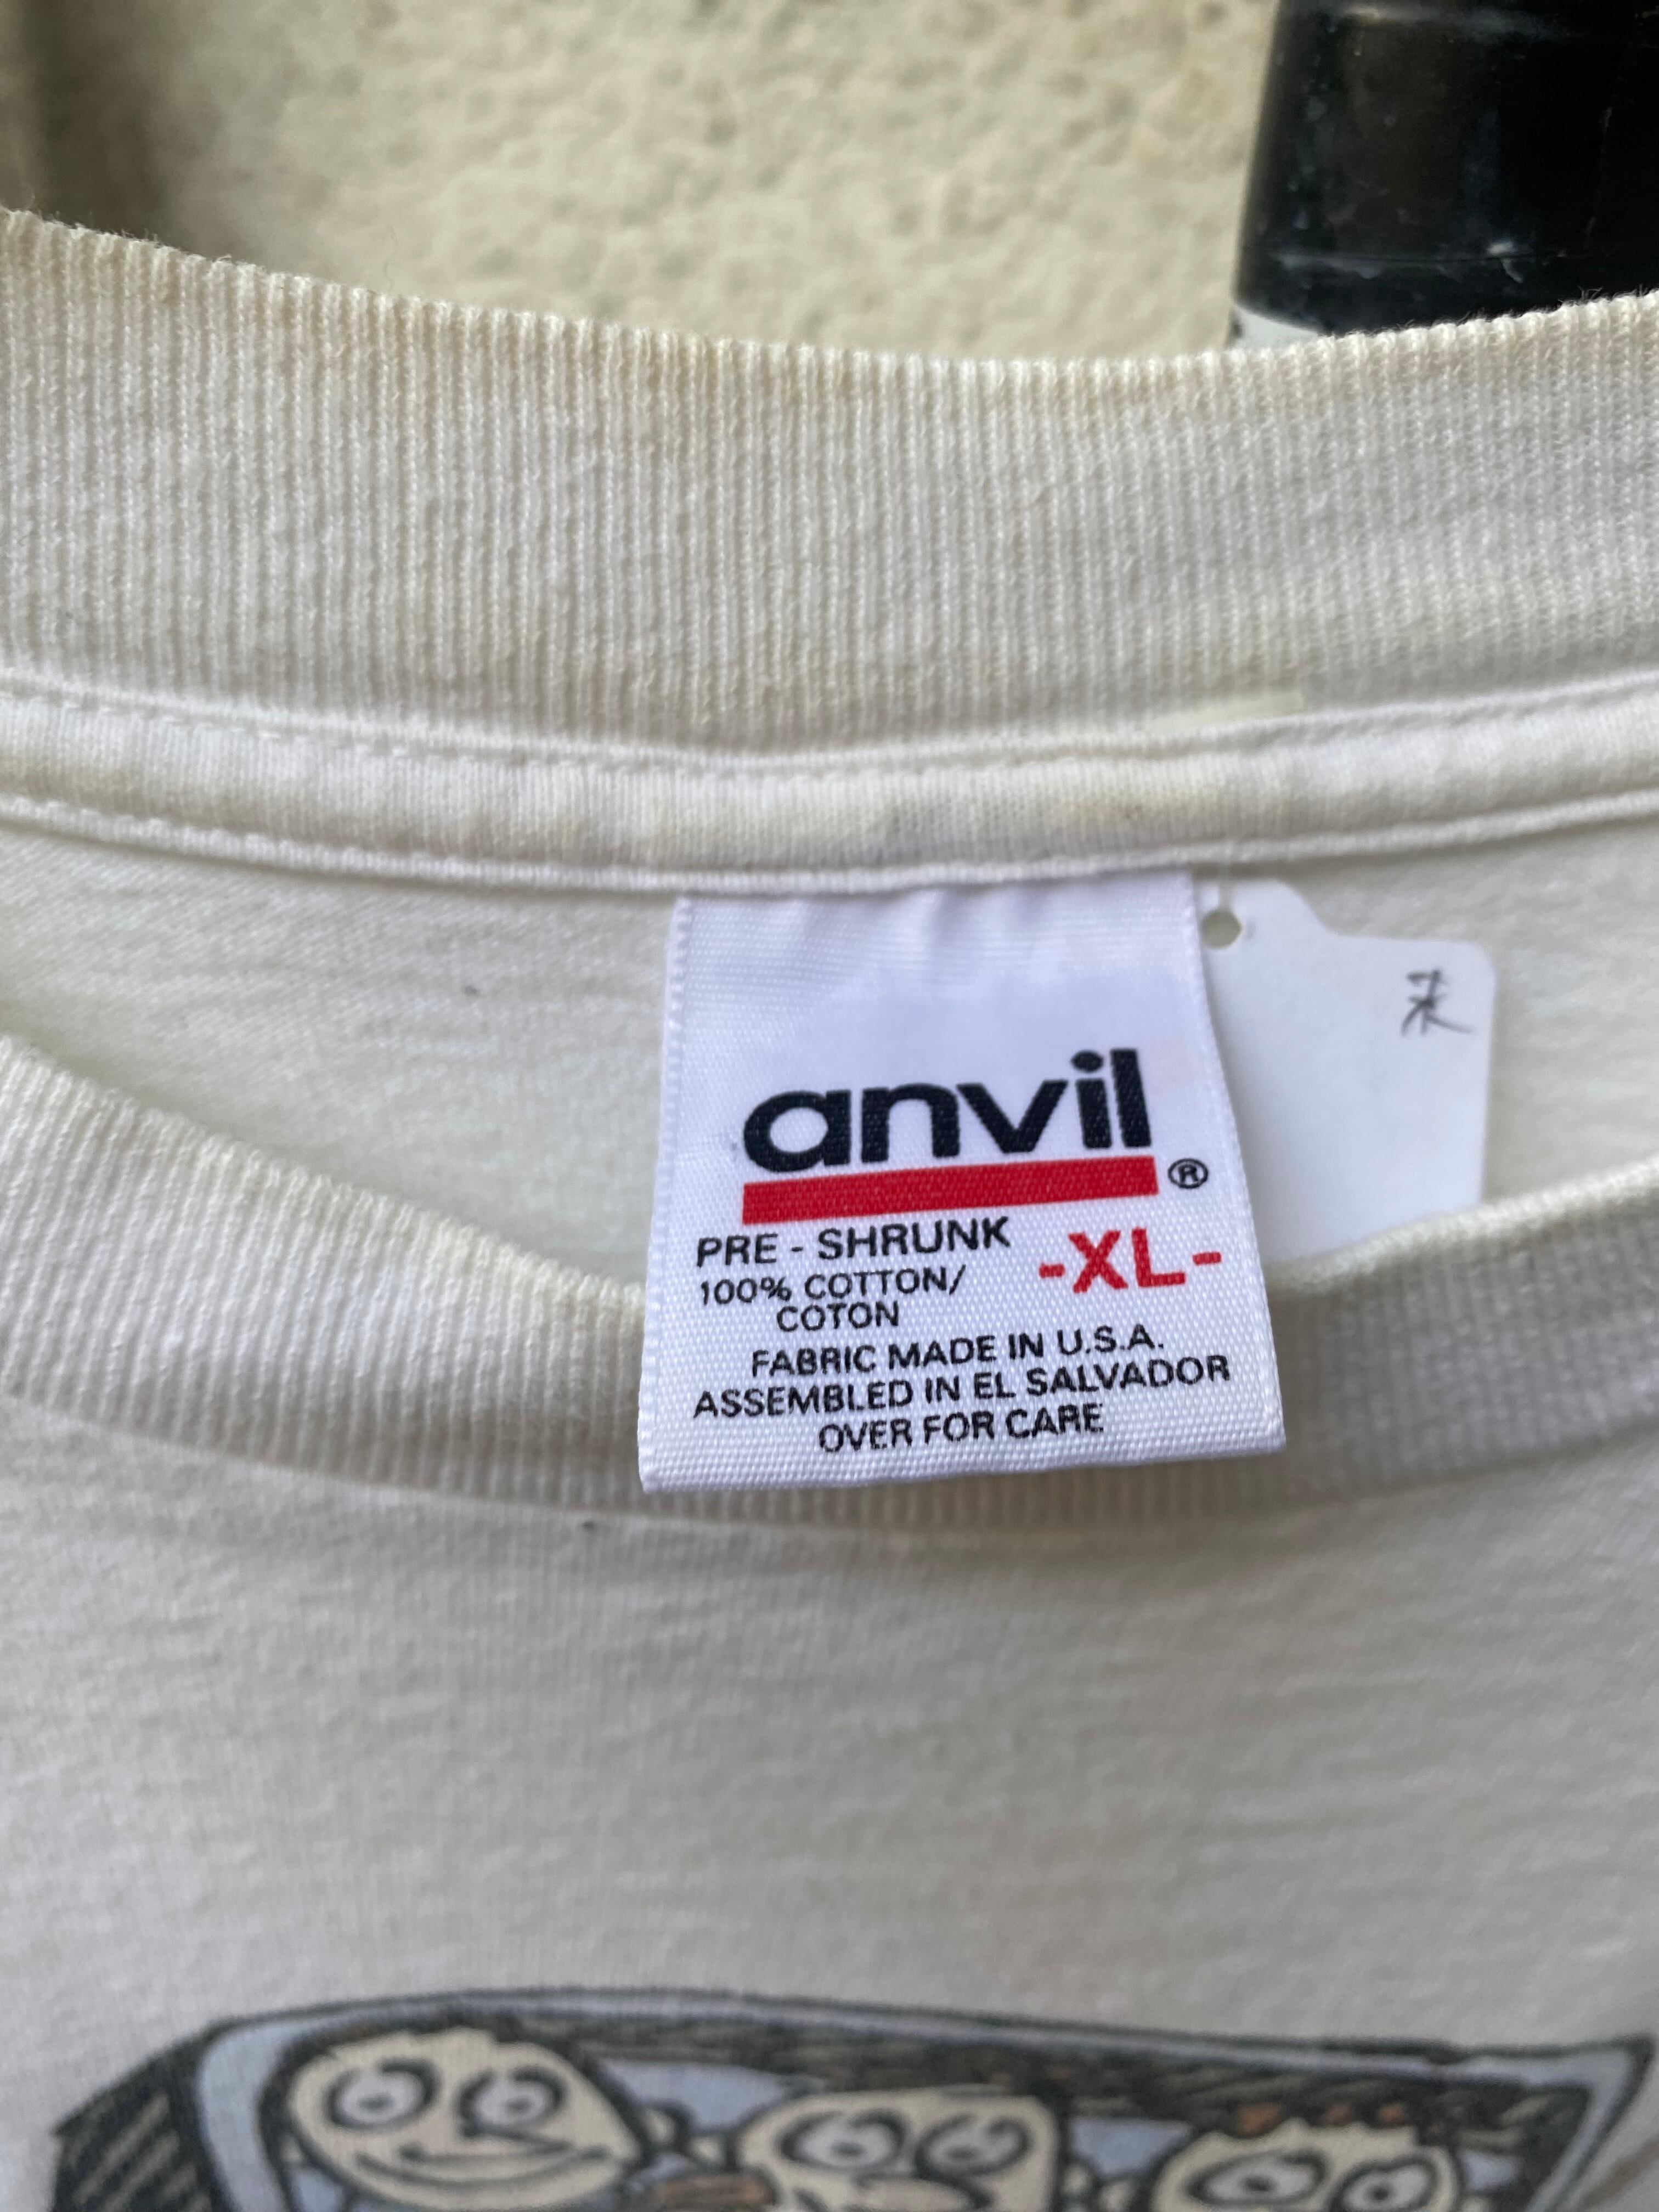 anvil®
PRE - SHRUNK -XL-
100% COTTON/
COTON
FABRIC MADE IN U.S.A.
ASSEMBLED IN EL SALVADOR
OVER FOR CARE